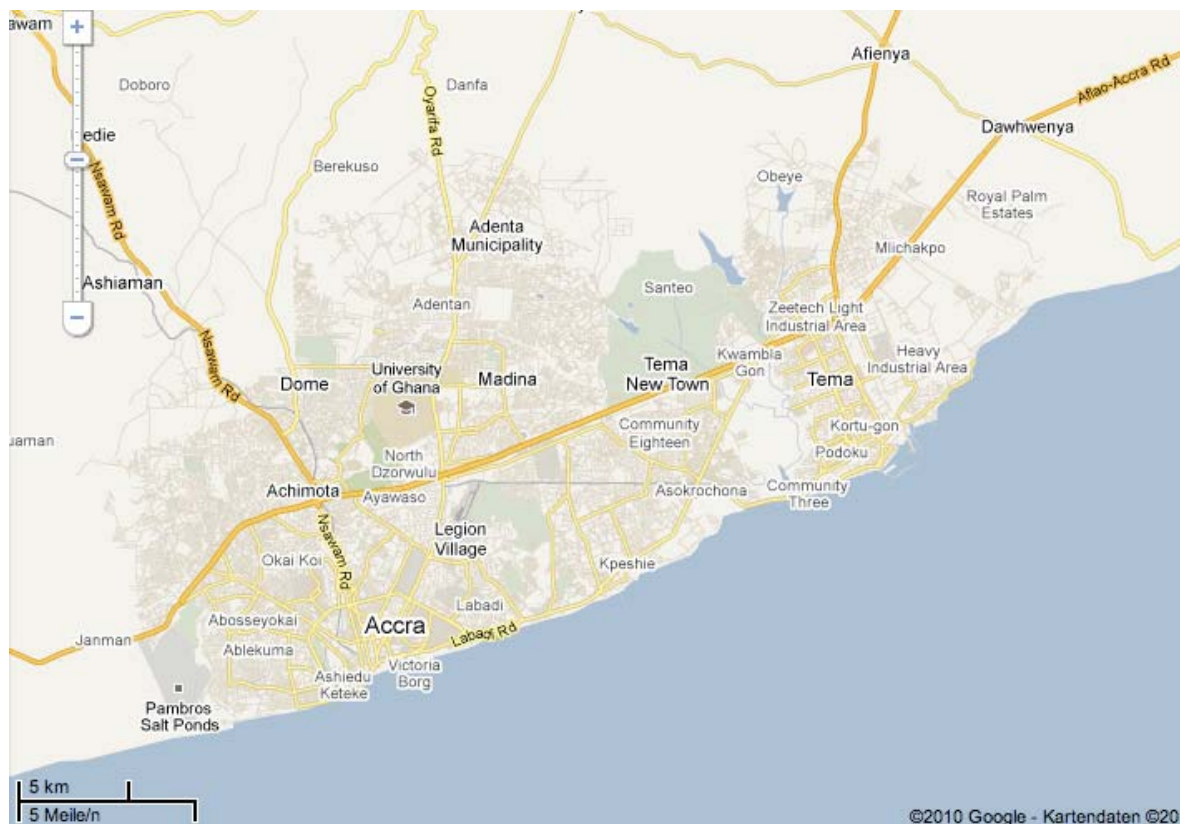 awam
Doboro
Danfa
Afienya
Aflao-Accra Rd
Oyarifa Rd
edie
Dawhwenya
Nsawam Rd
Berekuso
Obeye
Royal Palm
Estates
Adenta
Municipality
Mlichakpo
Ashiaman
Santeo
Adentan
Zeetech Light
Industrial Area
Nsawam Rd
Kwambla
Gon
Heavy
Industrial Area
University
of Ghana
Dome
Madina
Tema
New Town
Tema
Community
Eighteen
Kortu-gon
uaman
North
Dzorwulu
Podoku
Achimota
Ayawaso
Asokrochona
Community
Three
Nsawam Rd
Legion
Village
Okai Koi
Kpeshie
Labadi
Abosseyokai
Accra
Labadi Rd
Janman
Ablekuma
Ashiedu
Keteke
Victoria
Borg
Pambros
Salt Ponds
5 km
5 Meile/n
©2010 Google - Kartendaten ©20